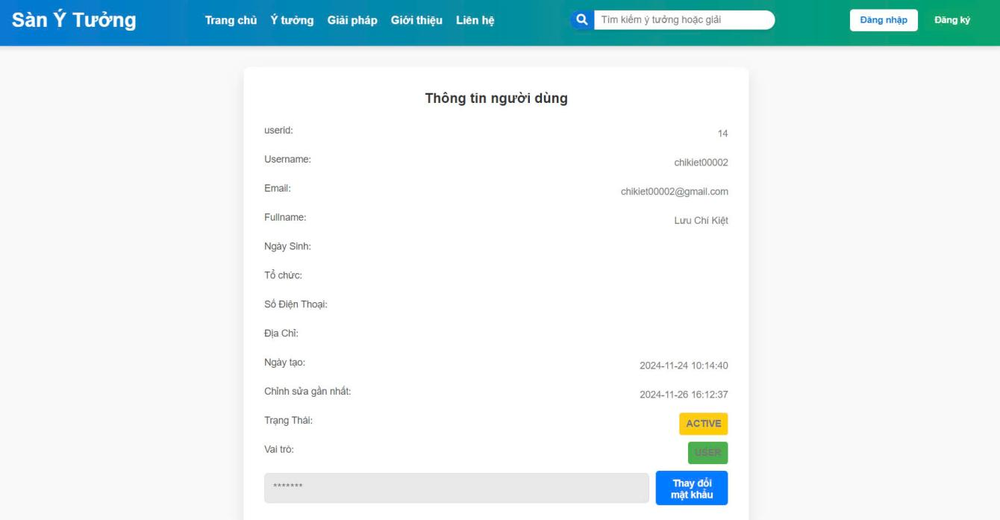 Sàn Ý Tưởng
Trang chủ Ý tưởng Giải pháp Giới thiệu Liên hệ
Tìm kiếm ý tưởng hoặc giải
Đăng nhập Đăng ký
Thông tin người dùng
userid: 14
Username: chikiet00002
Email: chikiet00002@gmail.com
Fullname: Lưu Chí Kiệt
Ngày Sinh:
Tổ chức:
Số Điện Thoại:
Địa Chỉ:
Ngày tạo: 2024-11-24 10:14:40
Chỉnh sửa gần nhất: 2024-11-26 16:12:37
Trạng Thái: ACTIVE
Vai trò: USER
*******
Thay đổi
mật khẩu